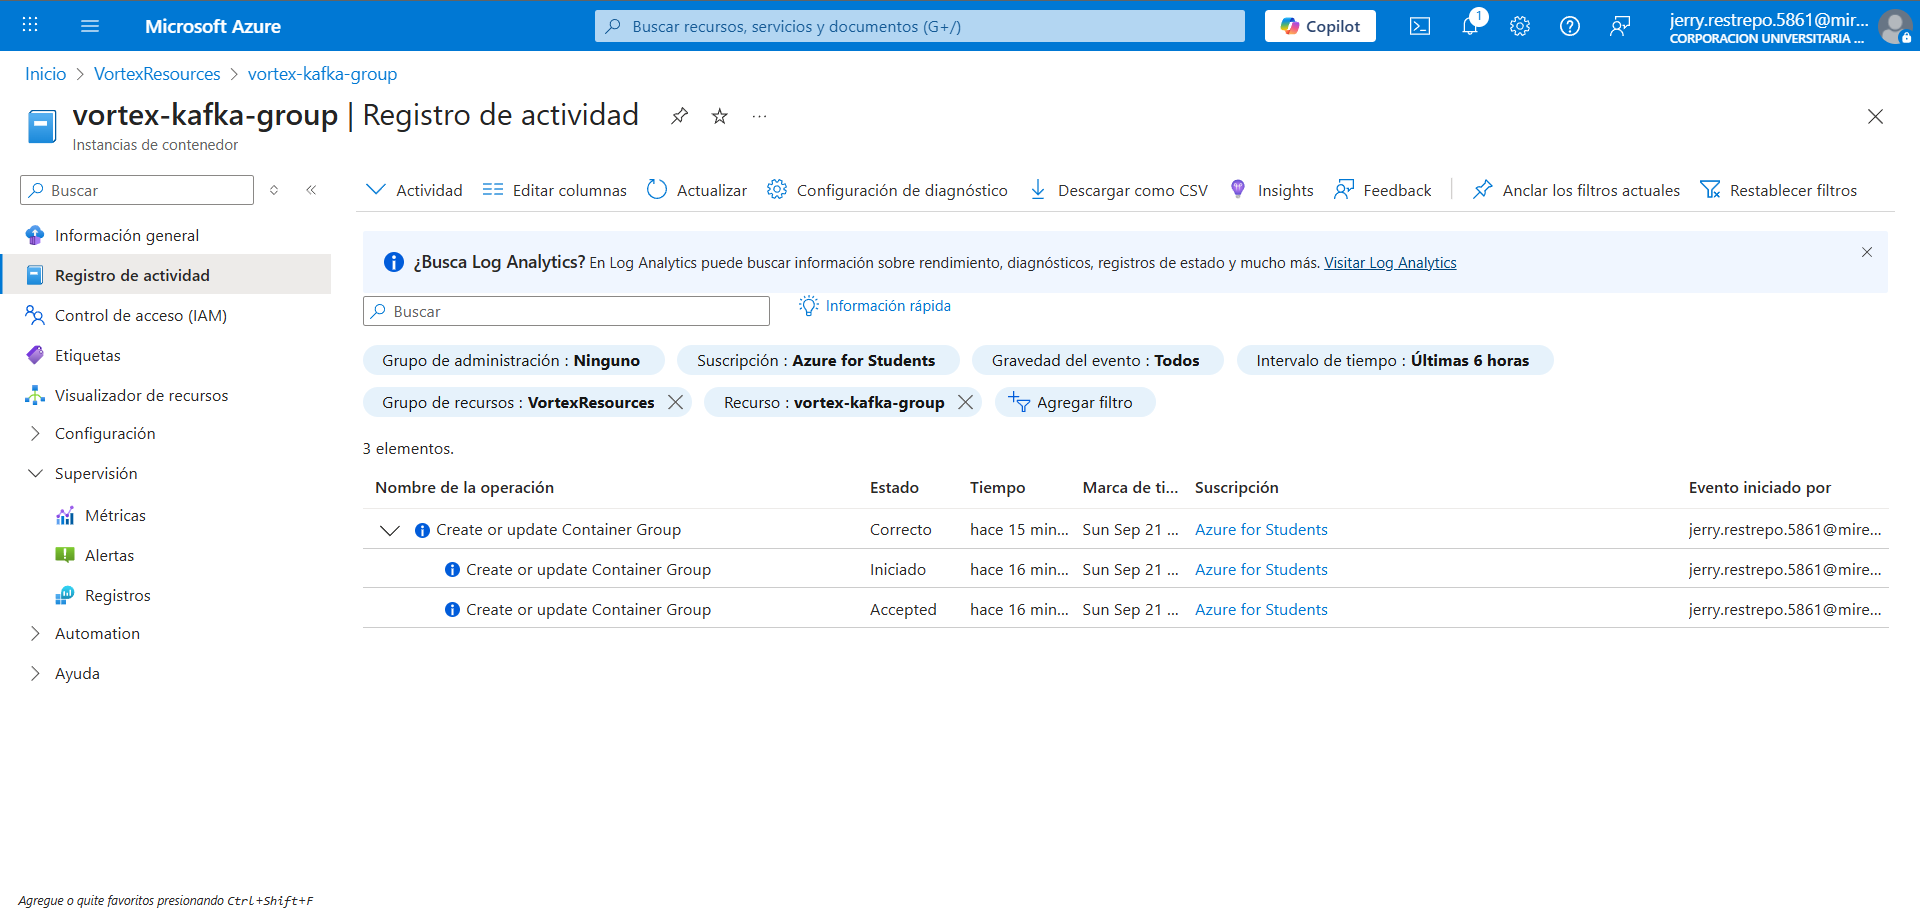 Microsoft Azure
Buscar recursos, servicios y documentos (G+/)
Copilot
1
jerry.restrepo.5861@mir...
CORPORACION UNIVERSITARIA ...
Inicio > VortexResources > vortex-kafka-group
vortex-kafka-group | Registro de actividad
Instancias de contenedor
Buscar
Información general
Registro de actividad
Control de acceso (IAM)
Etiquetas
Visualizador de recursos
Configuración
Supervisión
Métricas
Alertas
Registros
Automation
Ayuda
Agregue o quite favoritos presionando Ctrl+Shift+F
Actividad Editar columnas Actualizar Configuración de diagnóstico Descargar como CSV Insights Feedback Anclar los filtros actuales Restablecer filtros
¿Busca Log Analytics? En Log Analytics puede buscar información sobre rendimiento, diagnósticos, registros de estado y mucho más. Visitar Log Analytics
Buscar
Información rápida
Grupo de administración : Ninguno Suscripción : Azure for Students Gravedad del evento : Todos Intervalo de tiempo : Últimas 6 horas
Grupo de recursos : VortexResources Recurso : vortex-kafka-group Agregar filtro
3 elementos.
Nombre de la operación Estado Tiempo Marca de ti... Suscripción Evento iniciado por
Create or update Container Group Correcto hace 15 min... Sun Sep 21 ... Azure for Students jerry.restrepo.5861@mire...
Create or update Container Group Iniciado hace 16 min... Sun Sep 21 ... Azure for Students jerry.restrepo.5861@mire...
Create or update Container Group Accepted hace 16 min... Sun Sep 21 ... Azure for Students jerry.restrepo.5861@mire...